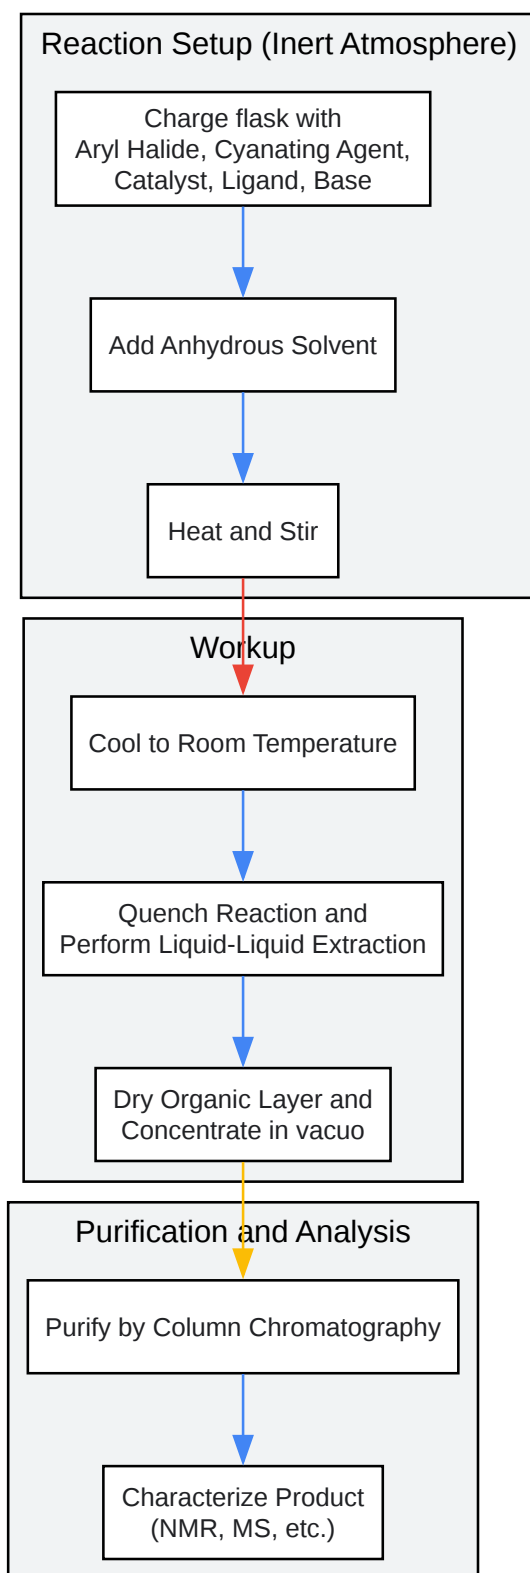 Reaction Setup (Inert Atmosphere)
Charge flask with
Aryl Halide, Cyanating Agent,
Catalyst, Ligand, Base
Add Anhydrous Solvent
Heat and Stir
Workup
Cool to Room Temperature
Quench Reaction and
Perform Liquid-Liquid Extraction
Dry Organic Layer and
Concentrate in vacuo
Purification and Analysis
Purify by Column Chromatography
Characterize Product
(NMR, MS, etc.)